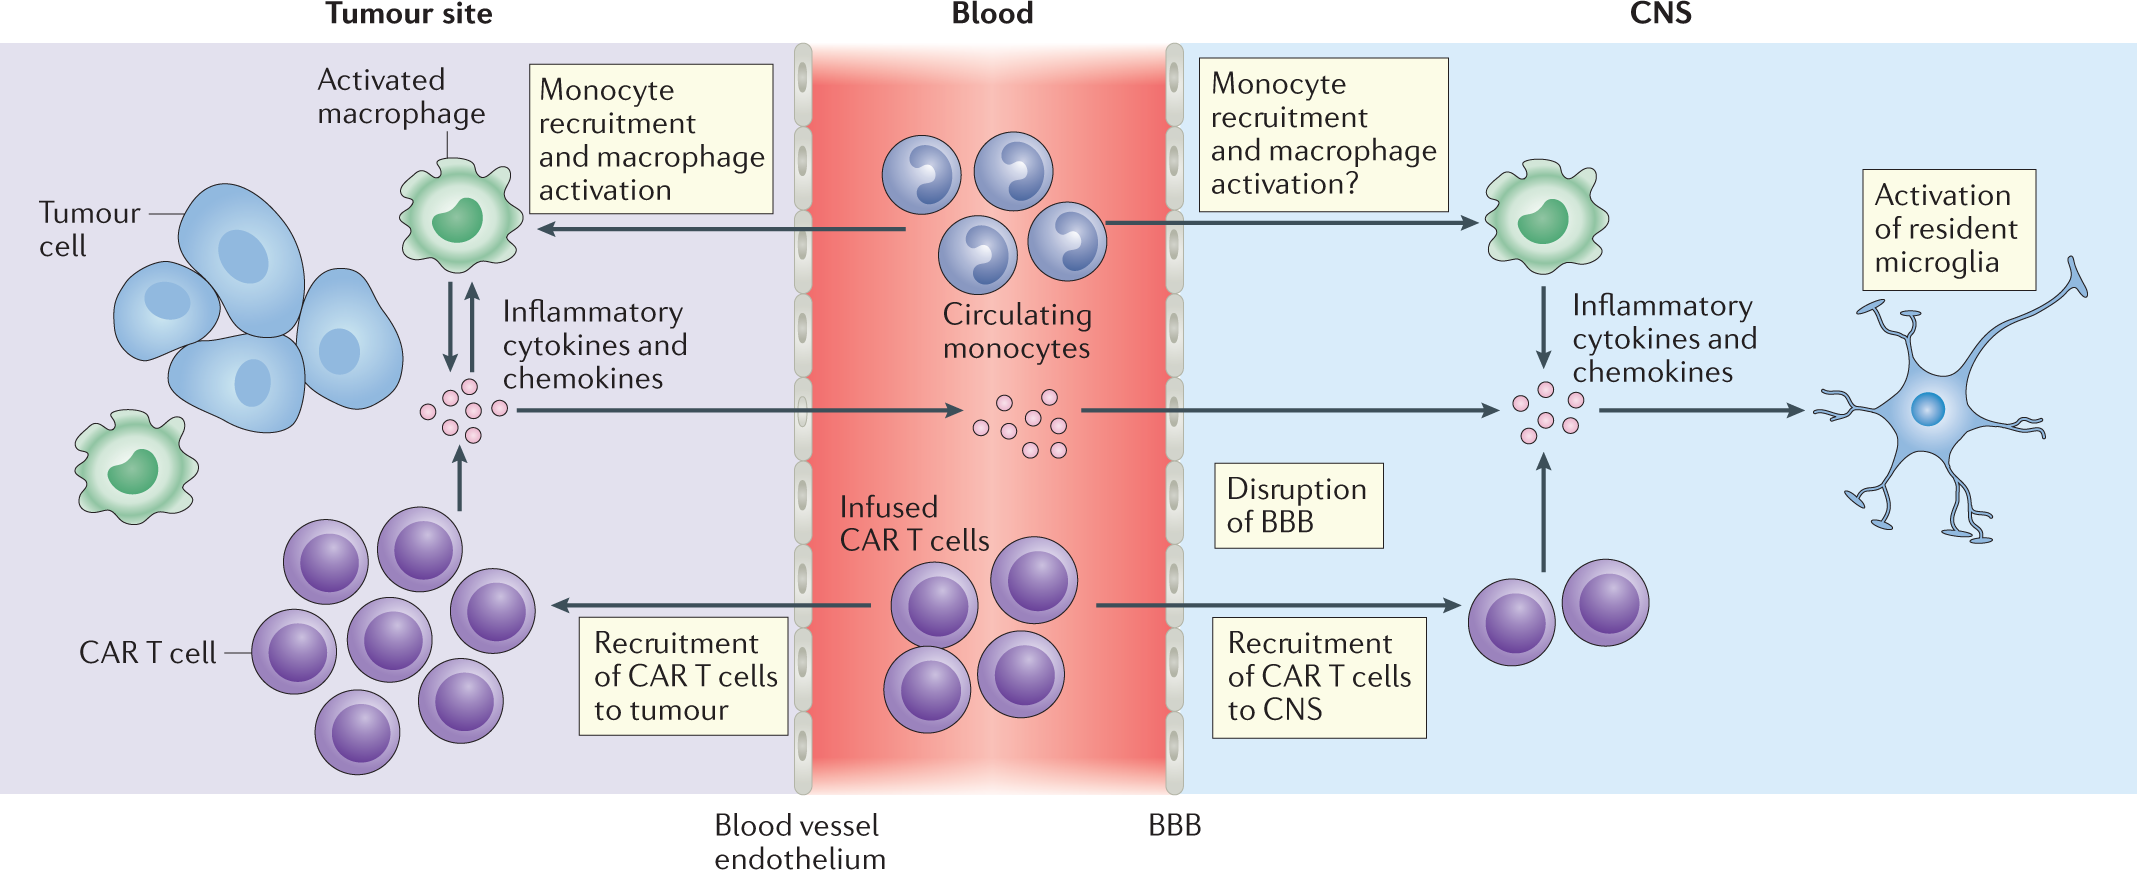 Tumour site
Blood
CNS
Activated
macrophage
Monocyte
recruitment
and macrophage
activation
Monocyte
recruitment
and macrophage
activation?
Tumour
cell
Activation
of resident
microglia
Inflammatory
cytokines and
chemokines
Circulating
monocytes
Inflammatory
cytokines and
chemokines
Infused
CAR T cells
Disruption
of BBB
CAR T cell
Recruitment
of CAR T cells
to tumour
Recruitment
of CAR T cells
to CNS
Blood vessel
endothelium
BBB